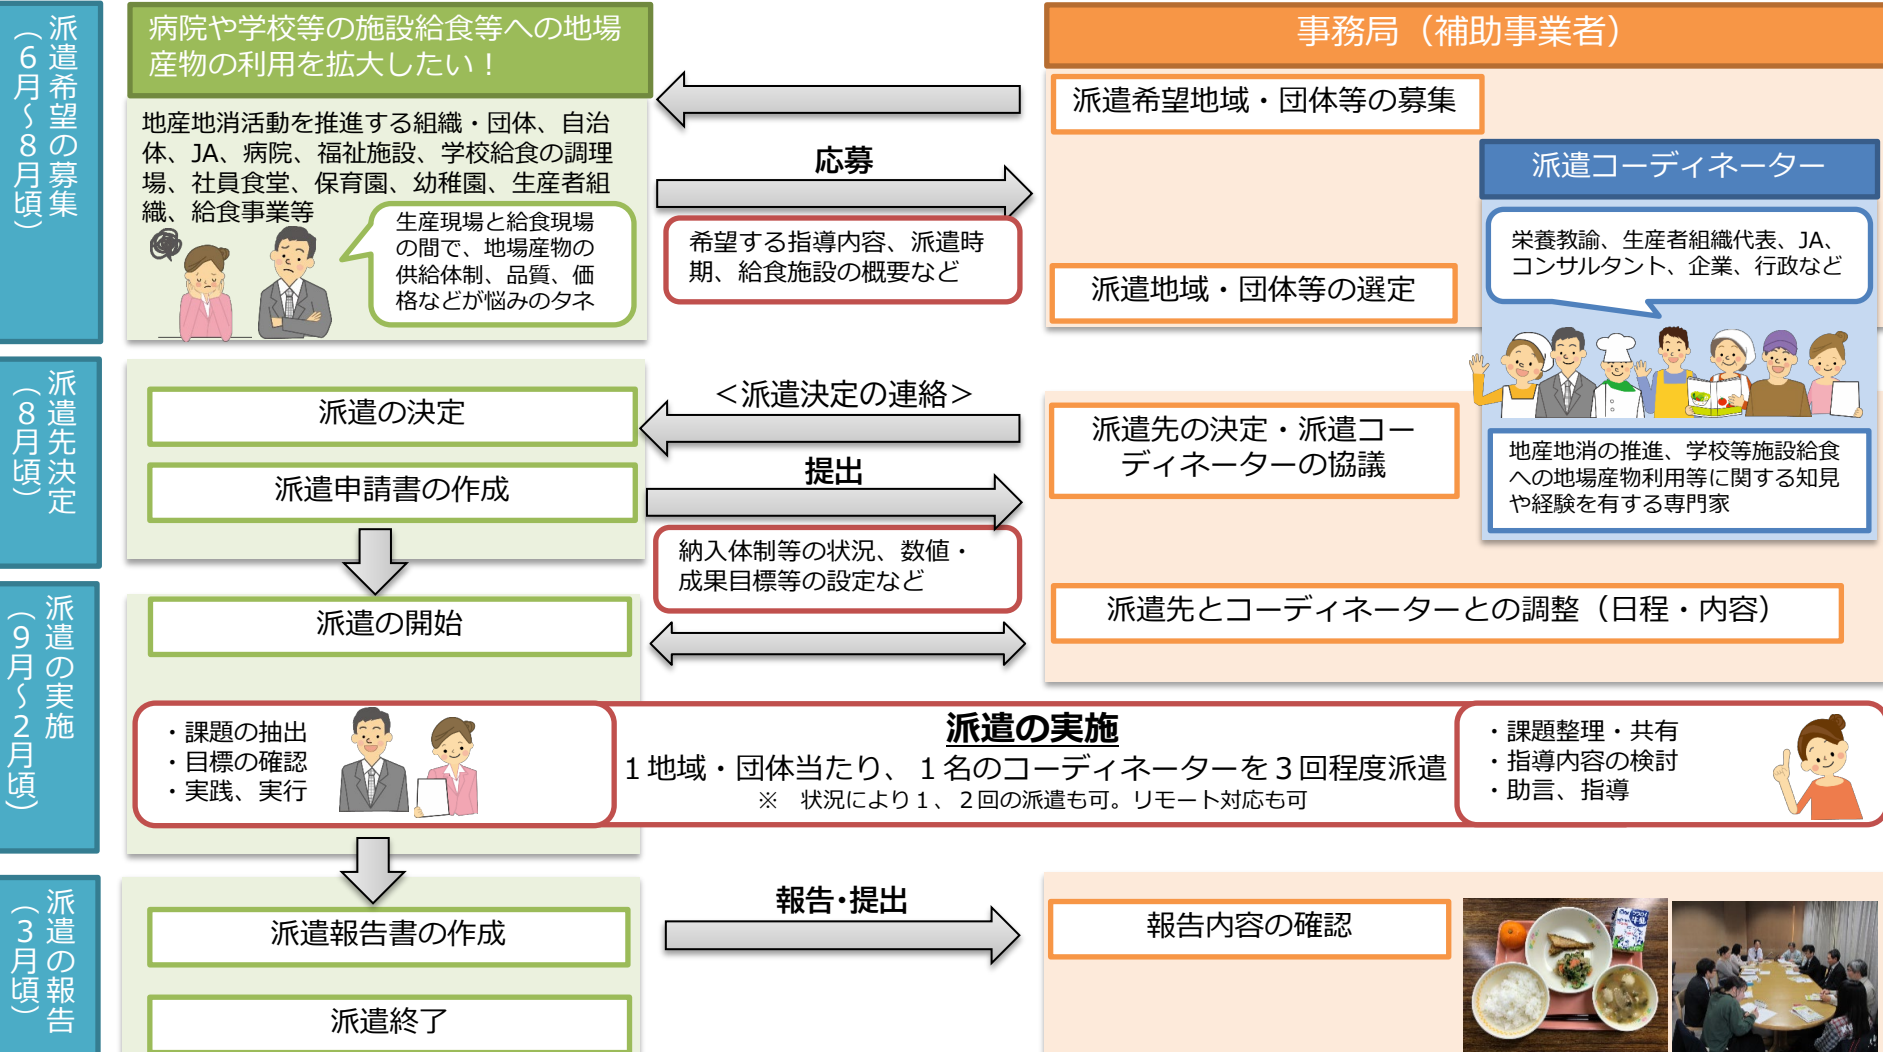 派遣希望の募集
（６月～８月頃）
病院や学校等の施設給食等への地場
産物の利用を拡大したい！
地産地消活動を推進する組織・団体、自治
体、JA、病院、福祉施設、学校給食の調理
場、社員食堂、保育園、幼稚園、生産者組
織、給食事業等
生産現場と給食現場
の間で、地場産物の
供給体制、品質、価
格などが悩みのタネ
応募
希望する指導内容、派遣時
期、給食施設の概要など
事務局（補助事業者）
派遣希望地域・団体等の募集
派遣地域・団体等の選定
派遣コーディネーター
栄養教諭、生産者組織代表、JA、
コンサルタント、企業、行政など
地産地消の推進、学校等施設給食
への地場産物利用等に関する知見
や経験を有する専門家
派遣先決定
（８月頃）
派遣の決定
派遣申請書の作成
＜派遣決定の連絡＞
提出
納入体制等の状況、数値・
成果目標等の設定など
派遣先の決定・派遣コー
ディネーターの協議
派遣の実施
（９月～２月頃）
派遣の開始
派遣先とコーディネーターとの調整（日程・内容）
・課題の抽出
・目標の確認
・実践、実行
派遣の実施
１地域・団体当たり、１名のコーディネーターを３回程度派遣
※　状況により１、２回の派遣も可。リモート対応も可
・課題整理・共有
・指導内容の検討
・助言、指導
派遣の報告
（３月頃）
派遣報告書の作成
派遣終了
報告･提出
報告内容の確認